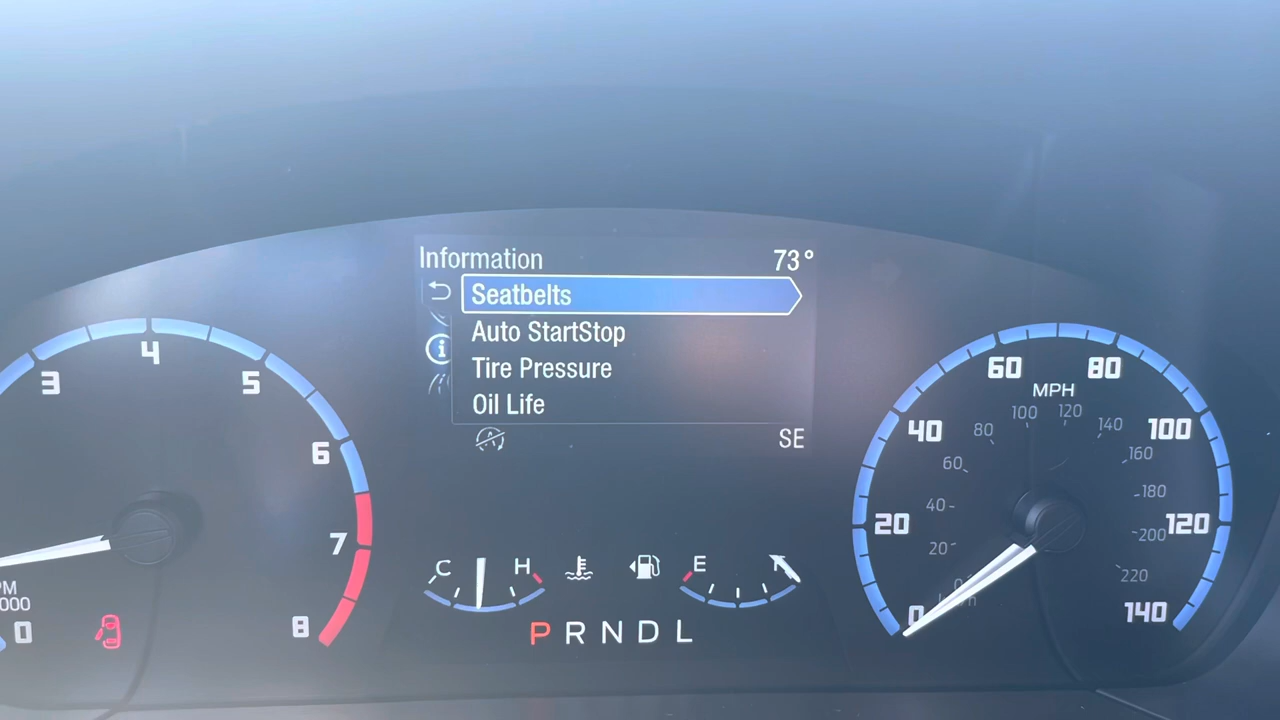 Information 73°
Seatbelts
Auto StartStop
Tire Pressure
Oil Life
SE
3 4 5 6 7 8
0
C H
E
P R N D L
MPH
0 20 40 60 80 100 120 140
20 40 60 80 100 120 140 160 180 200 220